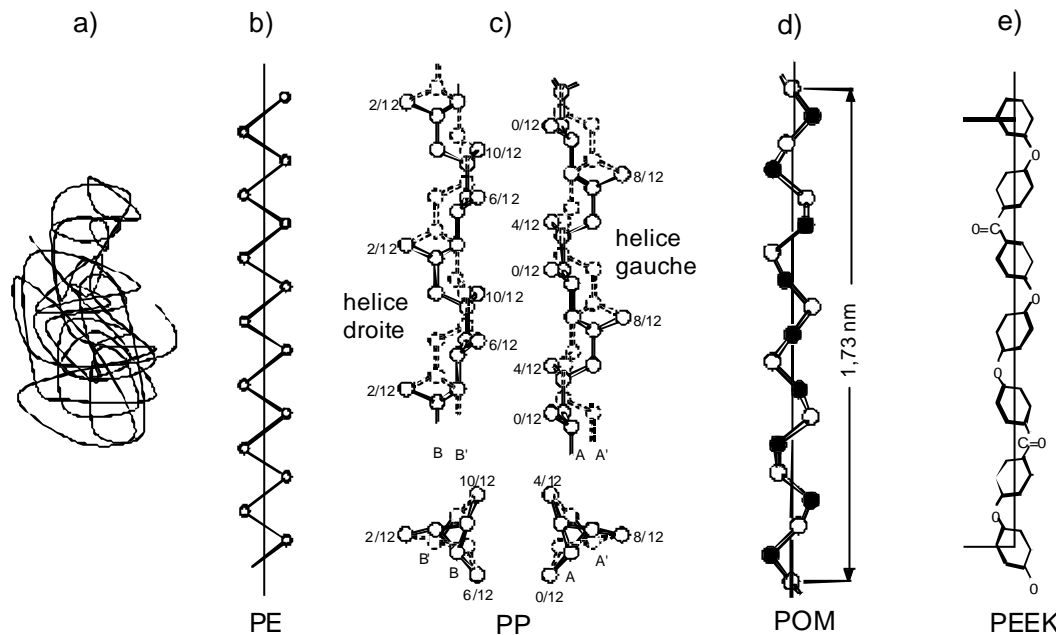 a)
b)
c)
d)
e)
2/12
10/12
6/12
2/12
10/12
6/12
2/12
helice
droite
B B'
0/12
8/12
4/12
0/12
8/12
4/12
0/12
helice
gauche
A A'
10/12
2/12
B' B
6/12
4/12
8/12
A A'
0/12
1,73 nm
O
O=C
O
O
C=O
O
O
PE
PP
POM
PEEK